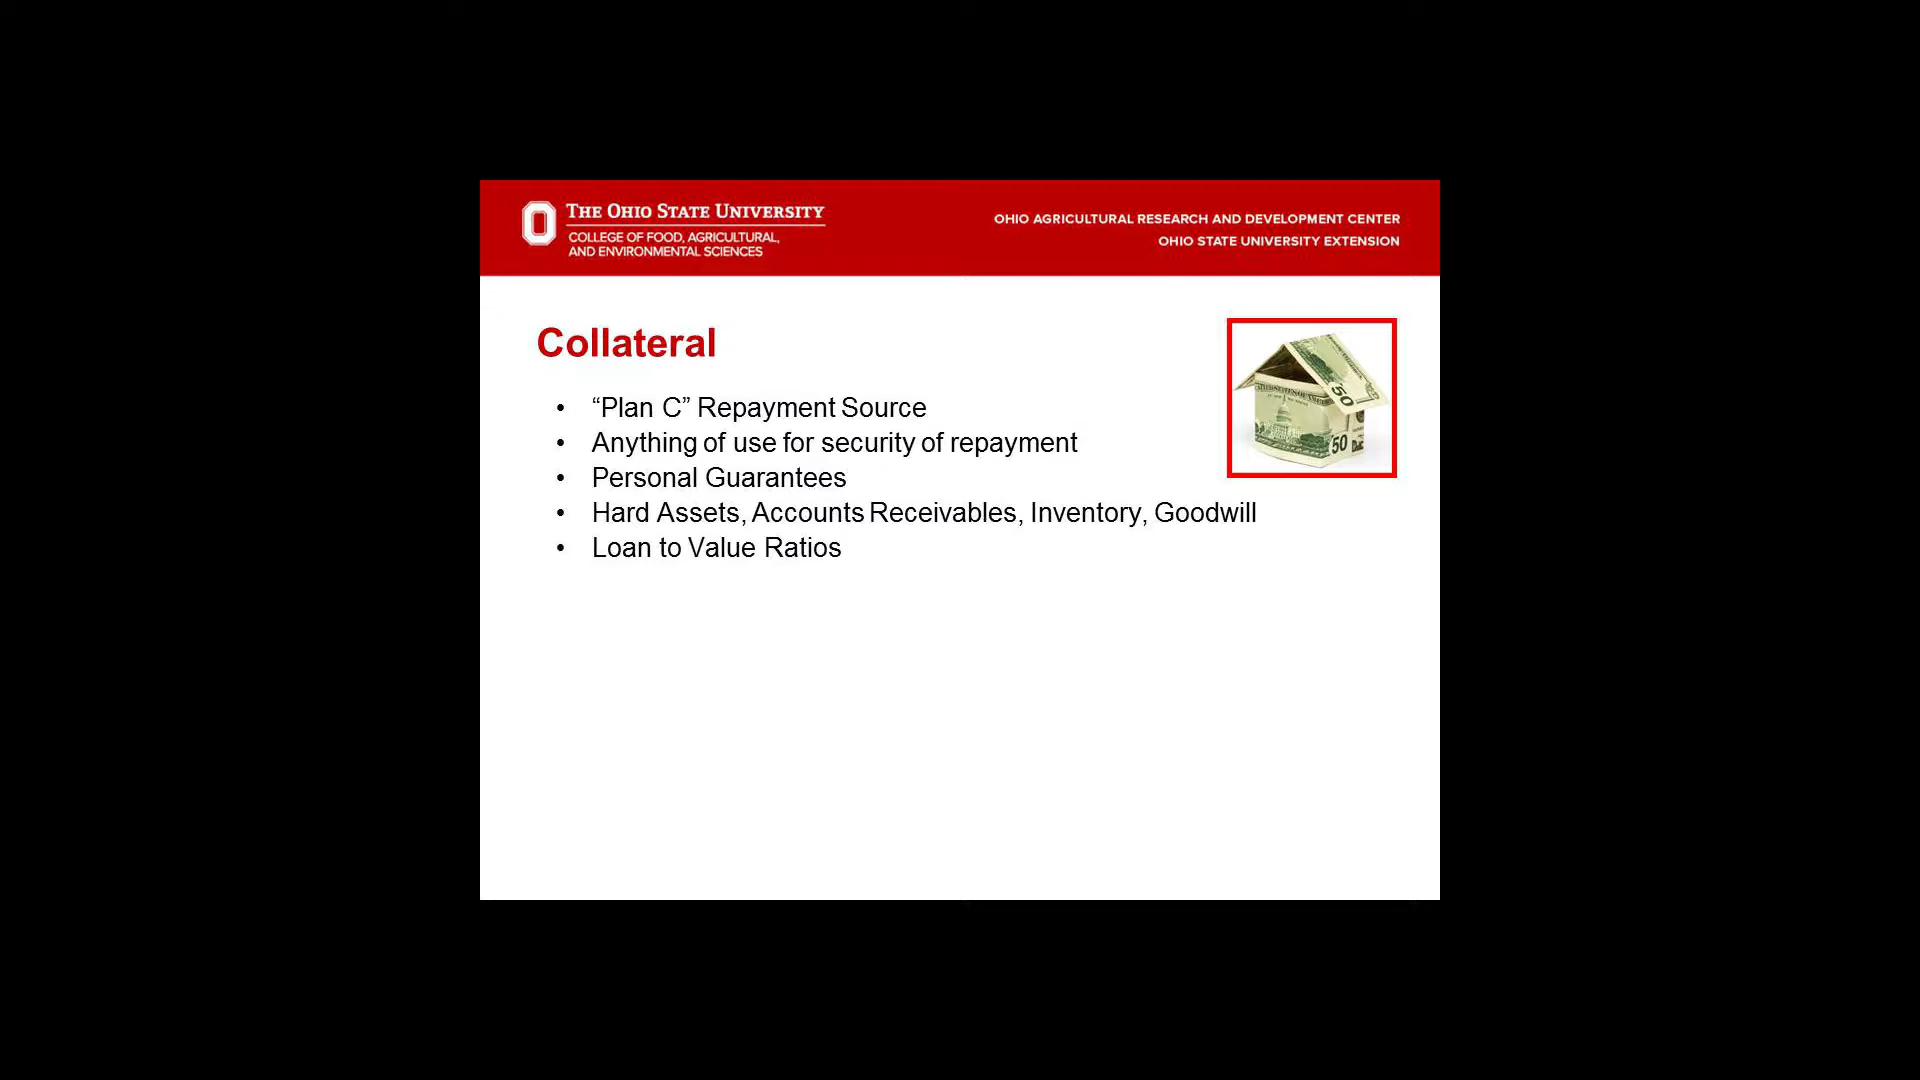 THE OHIO STATE UNIVERSITY
COLLEGE OF FOOD, AGRICULTURAL,
AND ENVIRONMENTAL SCIENCES
OHIO AGRICULTURAL RESEARCH AND DEVELOPMENT CENTER
OHIO STATE UNIVERSITY EXTENSION
Collateral
• “Plan C” Repayment Source
• Anything of use for security of repayment
• Personal Guarantees
• Hard Assets, Accounts Receivables, Inventory, Goodwill
• Loan to Value Ratios
50
50